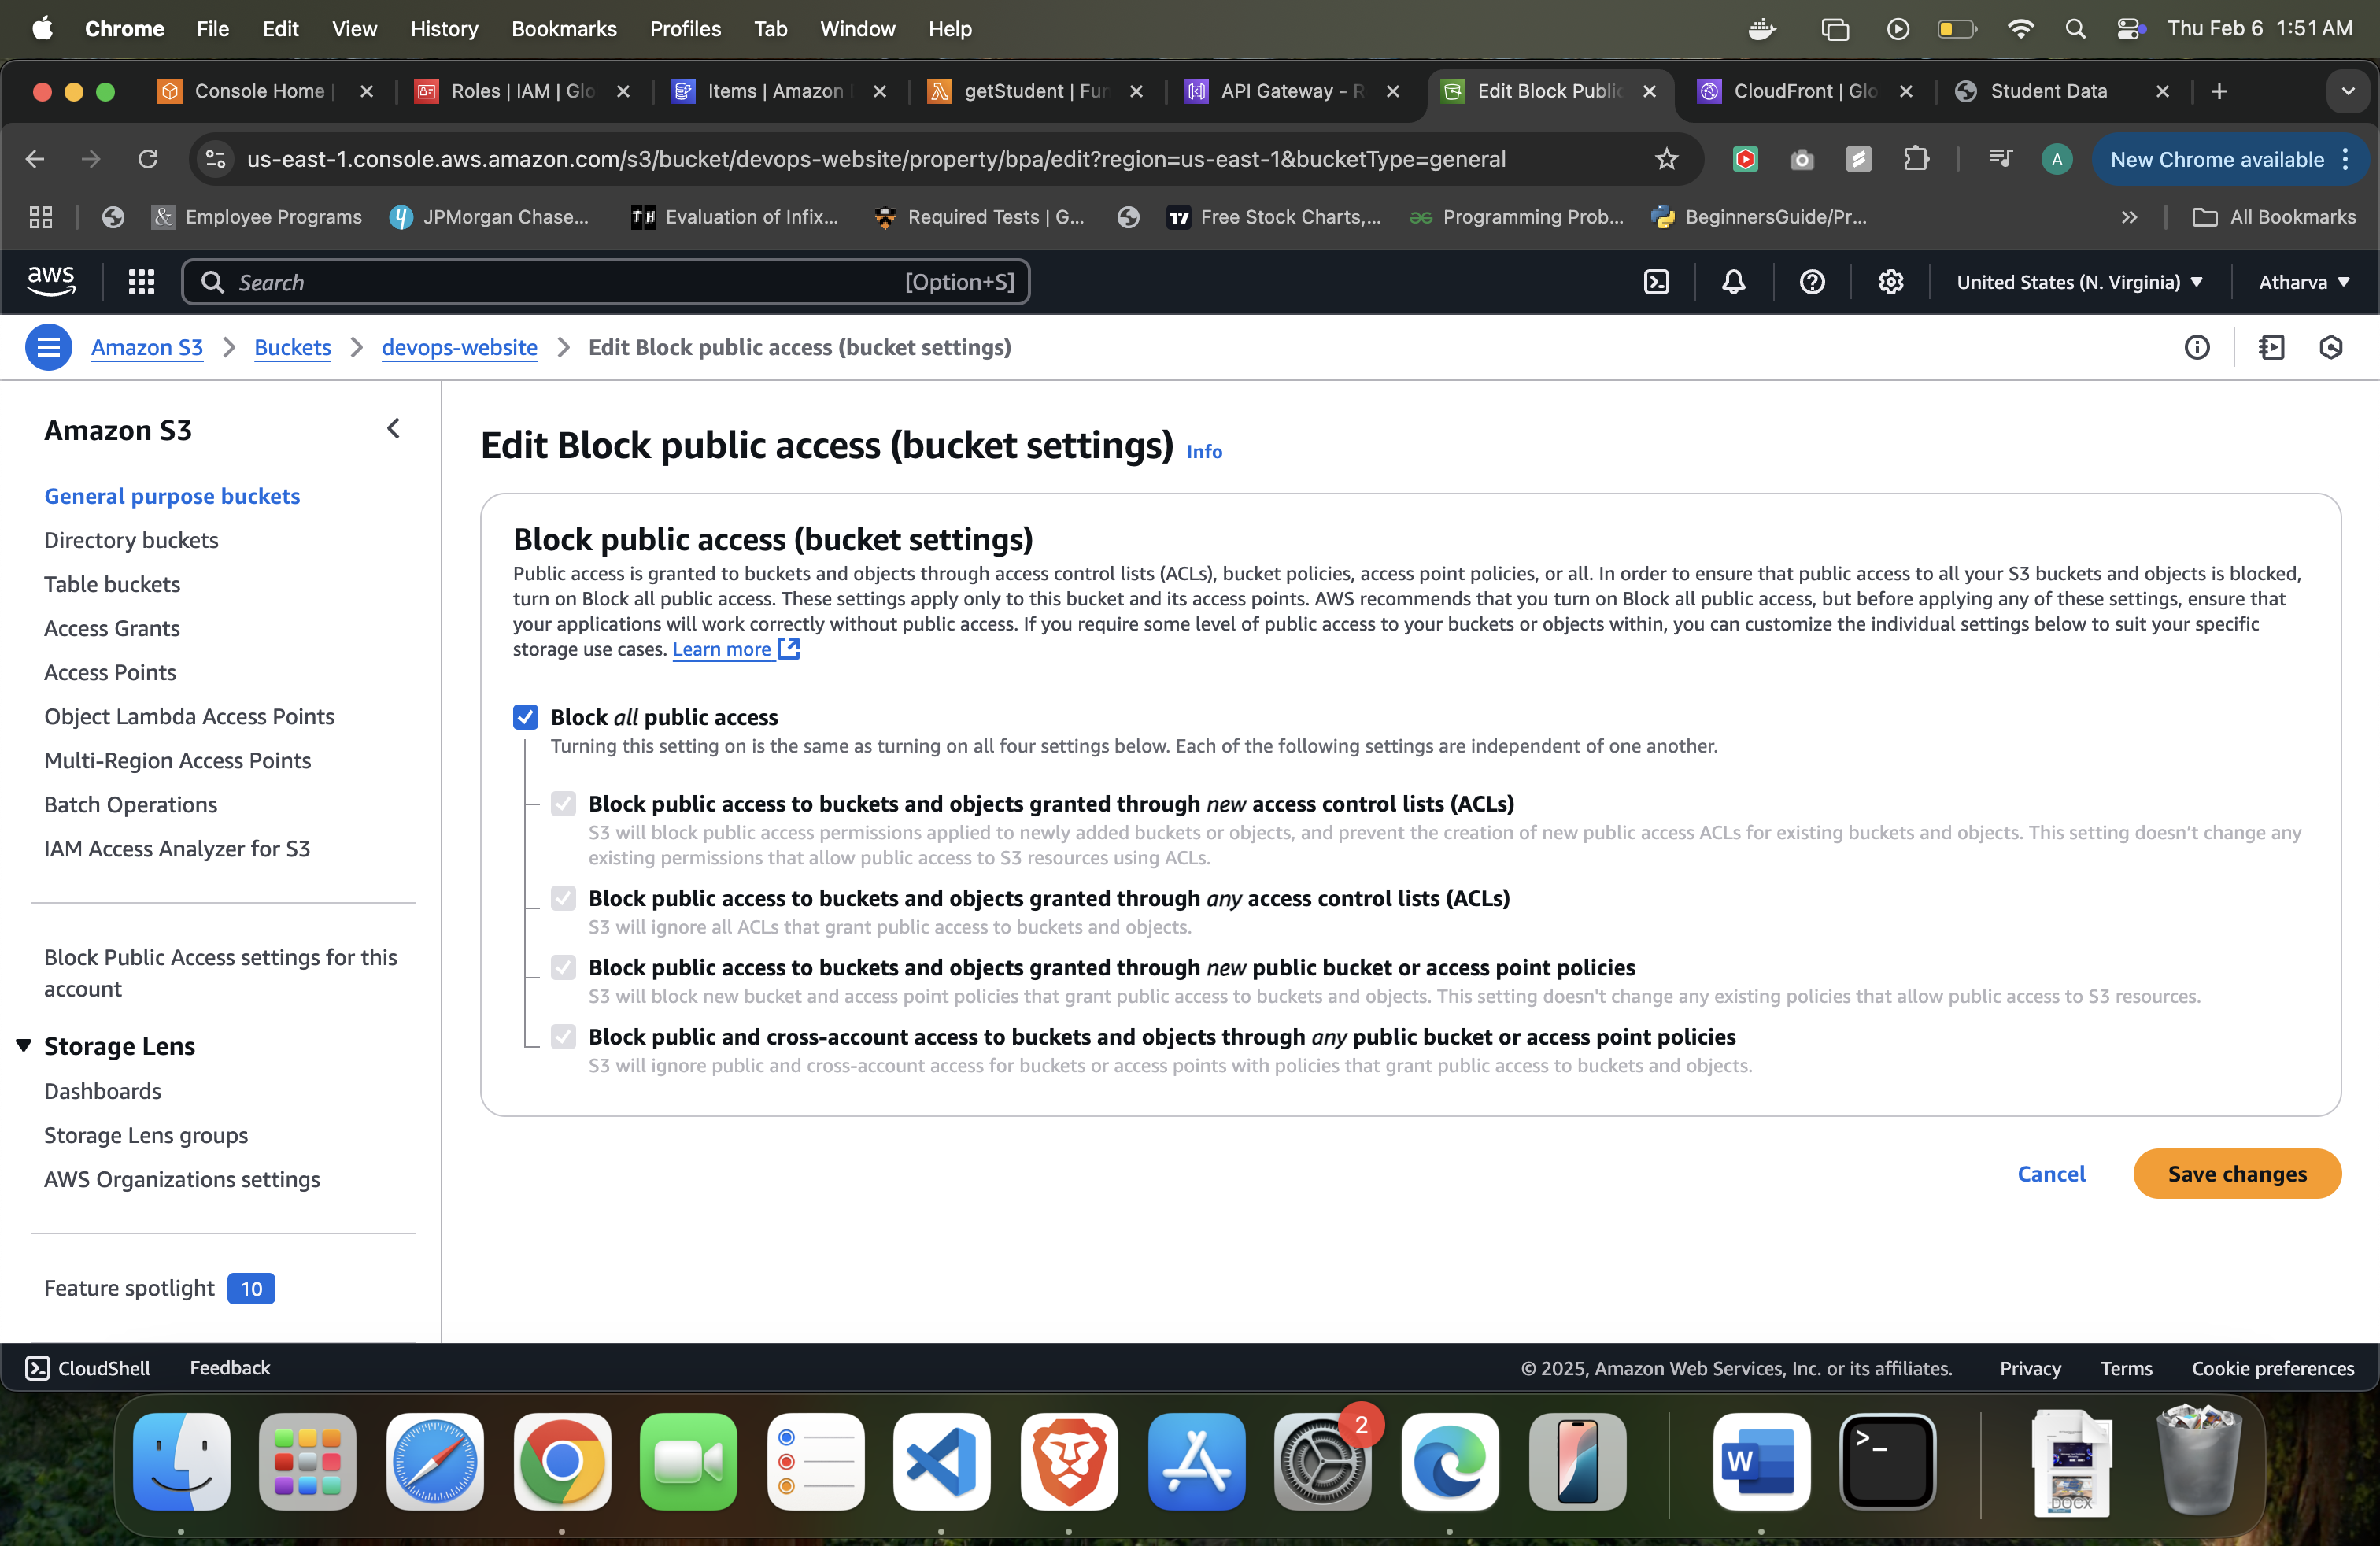 Chrome File Edit View History Bookmarks Profiles Tab Window Help Thu Feb 6 1:51 AM
Console Home | Roles | IAM | Glo Items | Amazon getStudent | Fun API Gateway - R Edit Block Public CloudFront | Glo Student Data
us-east-1.console.aws.amazon.com/s3/bucket/devops-website/property/bpa/edit?region=us-east-1&bucketType=general A New Chrome available
Employee Programs JPMorgan Chase... Evaluation of Infix... Required Tests | G... Free Stock Charts,... Programming Prob... BeginnersGuide/Pr... All Bookmarks
aws Search [Option+S] United States (N. Virginia) Atharva
Amazon S3 Buckets devops-website Edit Block public access (bucket settings)
Amazon S3
General purpose buckets
Directory buckets
Table buckets
Access Grants
Access Points
Object Lambda Access Points
Multi-Region Access Points
Batch Operations
IAM Access Analyzer for S3
Block Public Access settings for this
account
Storage Lens
Dashboards
Storage Lens groups
AWS Organizations settings
Feature spotlight 10
Edit Block public access (bucket settings) Info
Block public access (bucket settings)
Public access is granted to buckets and objects through access control lists (ACLs), bucket policies, access point policies, or all. In order to ensure that public access to all your S3 buckets and objects is blocked,
turn on Block all public access. These settings apply only to this bucket and its access points. AWS recommends that you turn on Block all public access, but before applying any of these settings, ensure that
your applications will work correctly without public access. If you require some level of public access to your buckets or objects within, you can customize the individual settings below to suit your specific
storage use cases. Learn more
Block all public access
Turning this setting on is the same as turning on all four settings below. Each of the following settings are independent of one another.
Block public access to buckets and objects granted through new access control lists (ACLs)
S3 will block public access permissions applied to newly added buckets or objects, and prevent the creation of new public access ACLs for existing buckets and objects. This setting doesn’t change any
existing permissions that allow public access to S3 resources using ACLs.
Block public access to buckets and objects granted through any access control lists (ACLs)
S3 will ignore all ACLs that grant public access to buckets and objects.
Block public access to buckets and objects granted through new public bucket or access point policies
S3 will block new bucket and access point policies that grant public access to buckets and objects. This setting doesn't change any existing policies that allow public access to S3 resources.
Block public and cross-account access to buckets and objects through any public bucket or access point policies
S3 will ignore public and cross-account access for buckets or access points with policies that grant public access to buckets and objects.
Cancel Save changes
CloudShell Feedback © 2025, Amazon Web Services, Inc. or its affiliates. Privacy Terms Cookie preferences
2
W
>_
DOCX